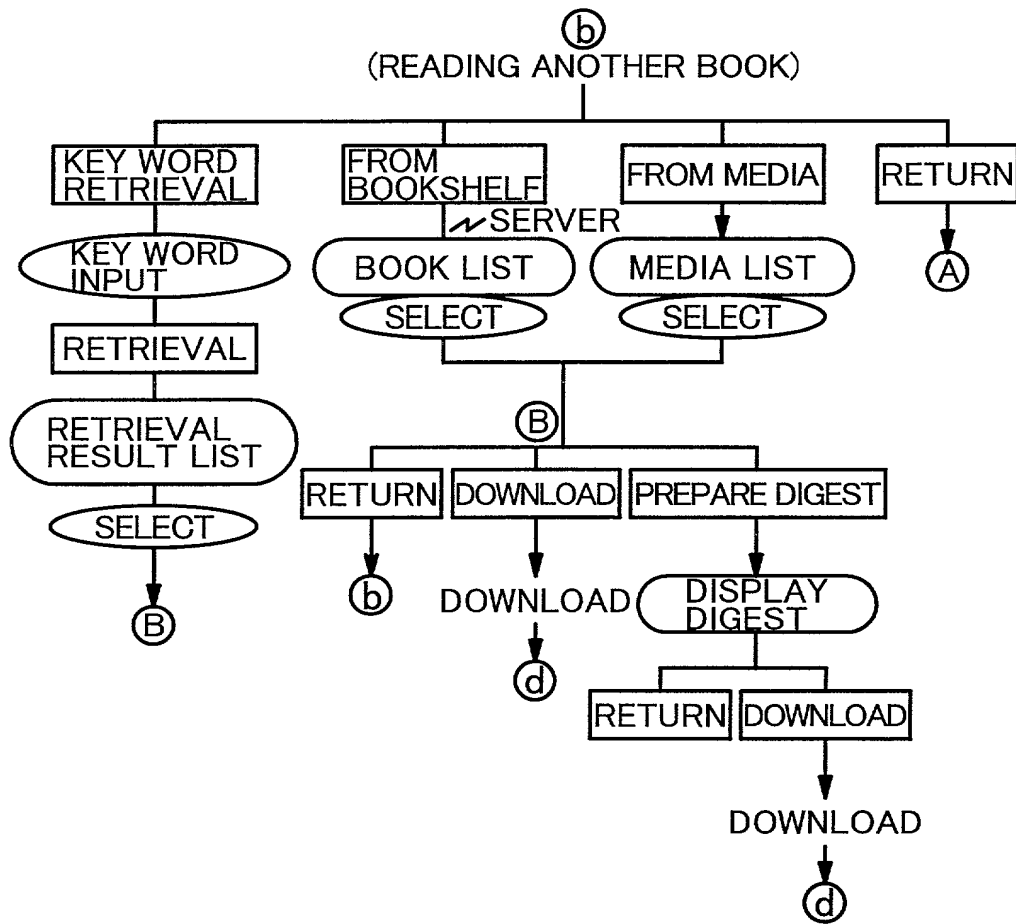 b
(READING ANOTHER BOOK)
KEY WORD
RETRIEVAL
FROM
BOOKSHELF
FROM MEDIA
RETURN
SERVER
KEY WORD
INPUT
BOOK LIST
MEDIA LIST
A
SELECT
SELECT
RETRIEVAL
RETRIEVAL
RESULT LIST
B
RETURN
DOWNLOAD
PREPARE DIGEST
SELECT
b
DOWNLOAD
DISPLAY
DIGEST
B
d
RETURN
DOWNLOAD
DOWNLOAD
d